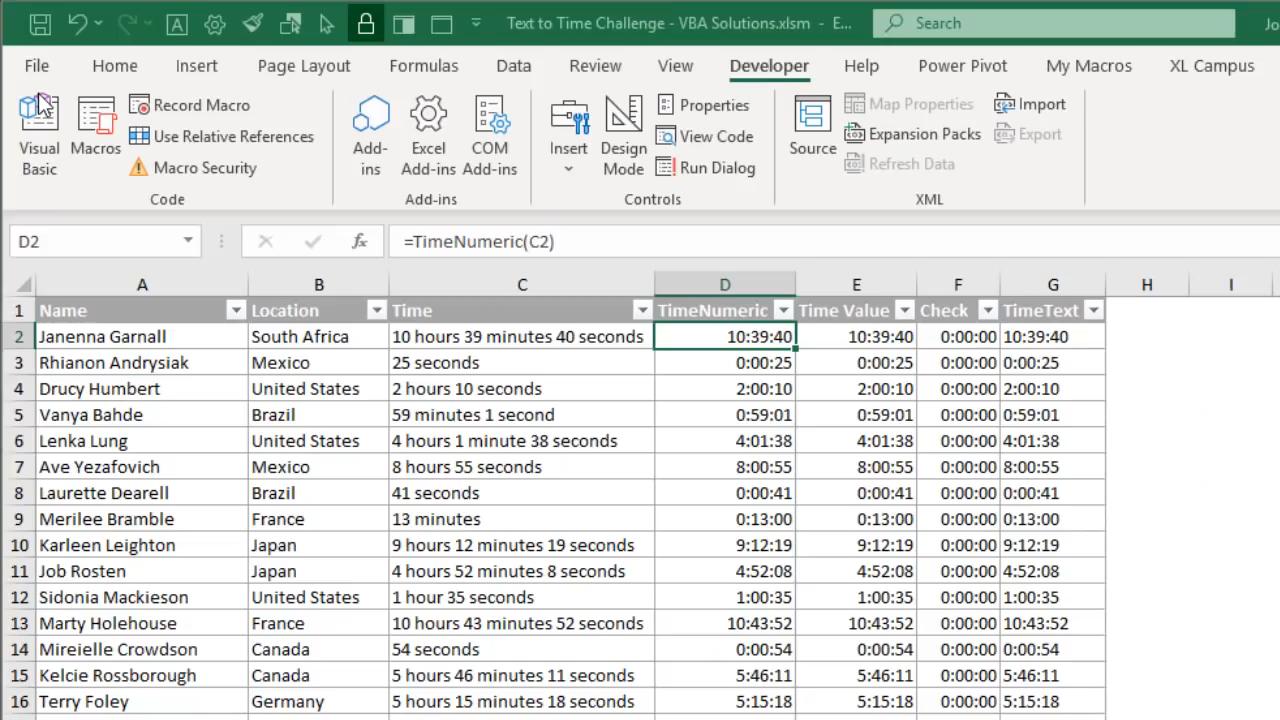 A Text to Time Challenge - VBA Solutions.xlsm - E... Search Jo
File Home Insert Page Layout Formulas Data Review View Developer Help Power Pivot My Macros XL Campus
Visual Basic
Macros
Record Macro
Use Relative References
Macro Security
Code
Add-ins
Excel Add-ins
COM Add-ins
Add-ins
Insert
Design Mode
Properties
View Code
Run Dialog
Controls
Source
Map Properties
Expansion Packs
Refresh Data
Import
Export
XML
D2 fx =TimeNumeric(C2)
A B C D E F G H I
1 Name Location Time TimeNumeric Time Value Check TimeText
2 Janenna Garnall South Africa 10 hours 39 minutes 40 seconds 10:39:40 10:39:40 0:00:00 10:39:40
3 Rhianon Andrysiak Mexico 25 seconds 0:00:25 0:00:25 0:00:00 0:00:25
4 Drucy Humbert United States 2 hours 10 seconds 2:00:10 2:00:10 0:00:00 2:00:10
5 Vanya Bahde Brazil 59 minutes 1 second 0:59:01 0:59:01 0:00:00 0:59:01
6 Lenka Lung United States 4 hours 1 minute 38 seconds 4:01:38 4:01:38 0:00:00 4:01:38
7 Ave Yezafovich Mexico 8 hours 55 seconds 8:00:55 8:00:55 0:00:00 8:00:55
8 Laurette Dearell Brazil 41 seconds 0:00:41 0:00:41 0:00:00 0:00:41
9 Merilee Bramble France 13 minutes 0:13:00 0:13:00 0:00:00 0:13:00
10 Karleen Leighton Japan 9 hours 12 minutes 19 seconds 9:12:19 9:12:19 0:00:00 9:12:19
11 Job Rosten Japan 4 hours 52 minutes 8 seconds 4:52:08 4:52:08 0:00:00 4:52:08
12 Sidonia Mackieson United States 1 hour 35 seconds 1:00:35 1:00:35 0:00:00 1:00:35
13 Marty Holehouse France 10 hours 43 minutes 52 seconds 10:43:52 10:43:52 0:00:00 10:43:52
14 Mireielle Crowdson Canada 54 seconds 0:00:54 0:00:54 0:00:00 0:00:54
15 Kelcie Rossborough Canada 5 hours 46 minutes 11 seconds 5:46:11 5:46:11 0:00:00 5:46:11
16 Terry Foley Germany 5 hours 15 minutes 18 seconds 5:15:18 5:15:18 0:00:00 5:15:18